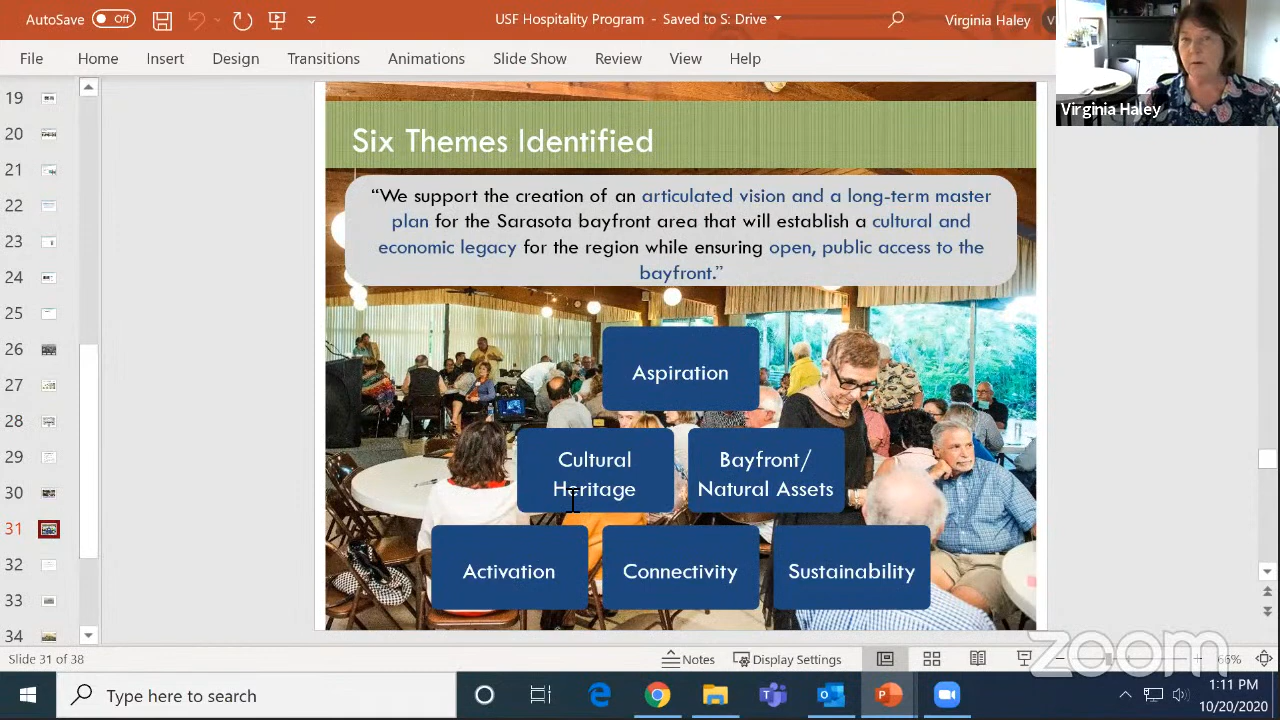 AutoSave Off
USF Hospitality Program - Saved to S: Drive
Virginia Haley
Virginia Haley
File Home Insert Design Transitions Animations Slide Show Review View Help
19
20
21
22
23
24
25
26
27
28
29
30
31
32
33
34
Six Themes Identified
“We support the creation of an articulated vision and a long-term master
plan for the Sarasota bayfront area that will establish a cultural and
economic legacy for the region while ensuring open, public access to the
bayfront.”
Aspiration
Cultural
Heritage
Bayfront/
Natural Assets
Activation
Connectivity
Sustainability
zoom
Slide 31 of 38
Notes
Display Settings
66%
Type here to search
1:11 PM
10/20/2020